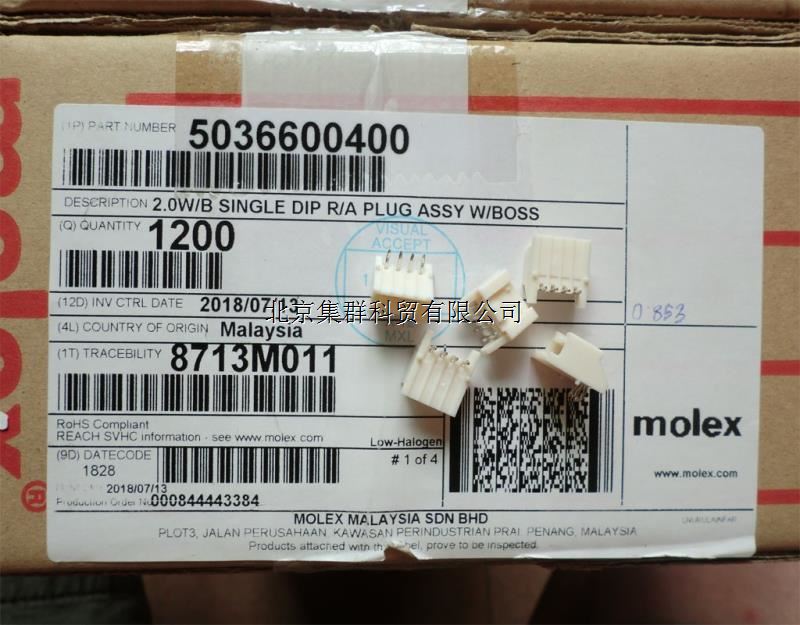 (1P) PART NUMBER 5036600400
DESCRIPTION 2.0W/B SINGLE DIP R/A PLUG ASSY W/BOSS
(Q) QUANTITY 1200
VISUAL
ACCEPT
(12D) INV CTRL DATE 2018/07/13
北京集群科贸有限公司
(4L) COUNTRY OF ORIGIN Malaysia
MXL
(1T) TRACEABILITY 8713M011
0.853
RoHS Compliant
REACH SVHC information - see www.molex.com
Low-Halogen
(9D) DATECODE
1828
# 1 of 4
molex
www.molex.com
2018/07/13
Production Order No 000844443384
MOLEX MALAYSIA SDN BHD
PLOT3, JALAN PERUSAHAAN, KAWASAN PERINDUSTRIAN PRAI, PENANG, MALAYSIA
Products attached with this label, prove to be inspected.